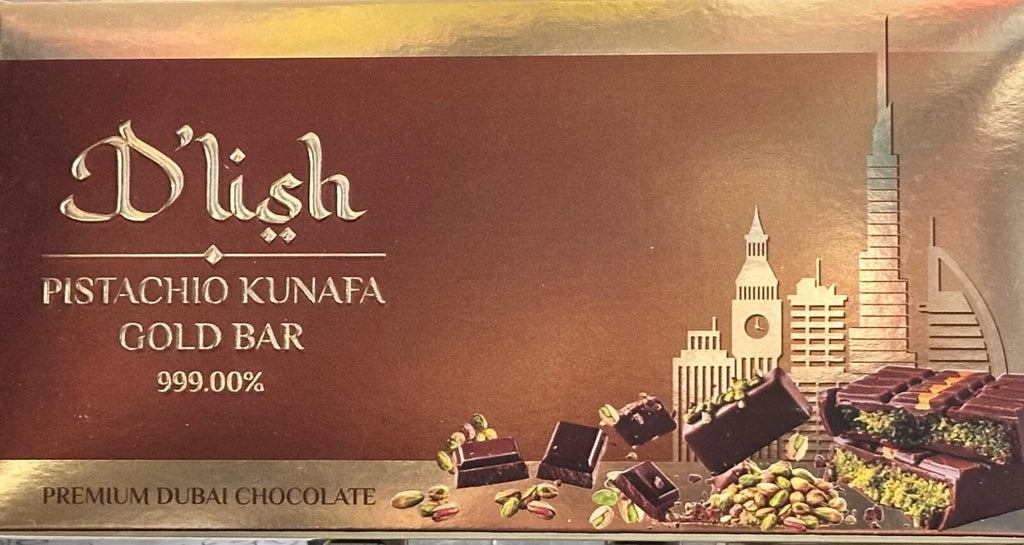 D'lish
PISTACHIO KUNAFA
GOLD BAR
999.00%
PREMIUM DUBAI CHOCOLATE